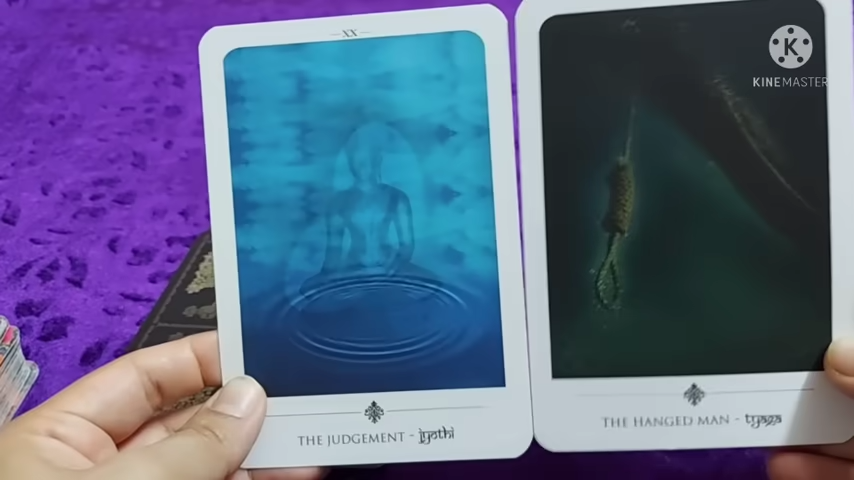 XX
K
KINEMASTER
THE JUDGEMENT - jyothi
THE HANGED MAN - tyaga